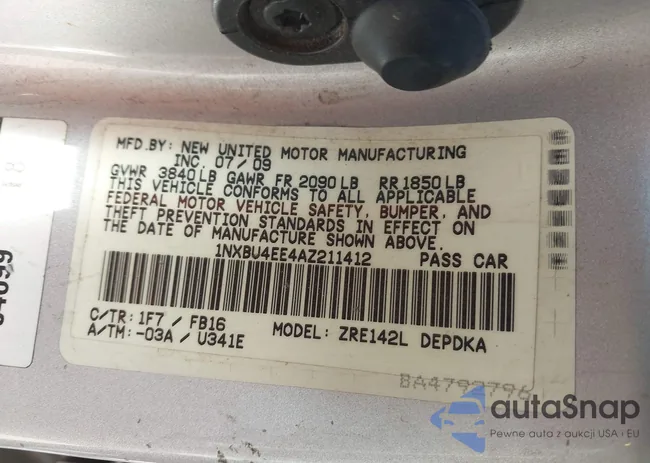 MFD.BY: NEW UNITED MOTOR MANUFACTURING
INC. 07/09
GVWR 3840LB GAWR FR 2090LB RR 1850LB
THIS VEHICLE CONFORMS TO ALL APPLICABLE
FEDERAL MOTOR VEHICLE SAFETY, BUMPER, AND
THEFT PREVENTION STANDARDS IN EFFECT ON
THE DATE OF MANUFACTURE SHOWN ABOVE.
1NXBU4EE4AZ211412 PASS CAR
C/TR: 1F7 / FB16
A/TM: -03A / U341E
MODEL: ZRE142L DEPDKA
BA4792796
autaSnap
Pewne auta z aukcji USA · EU